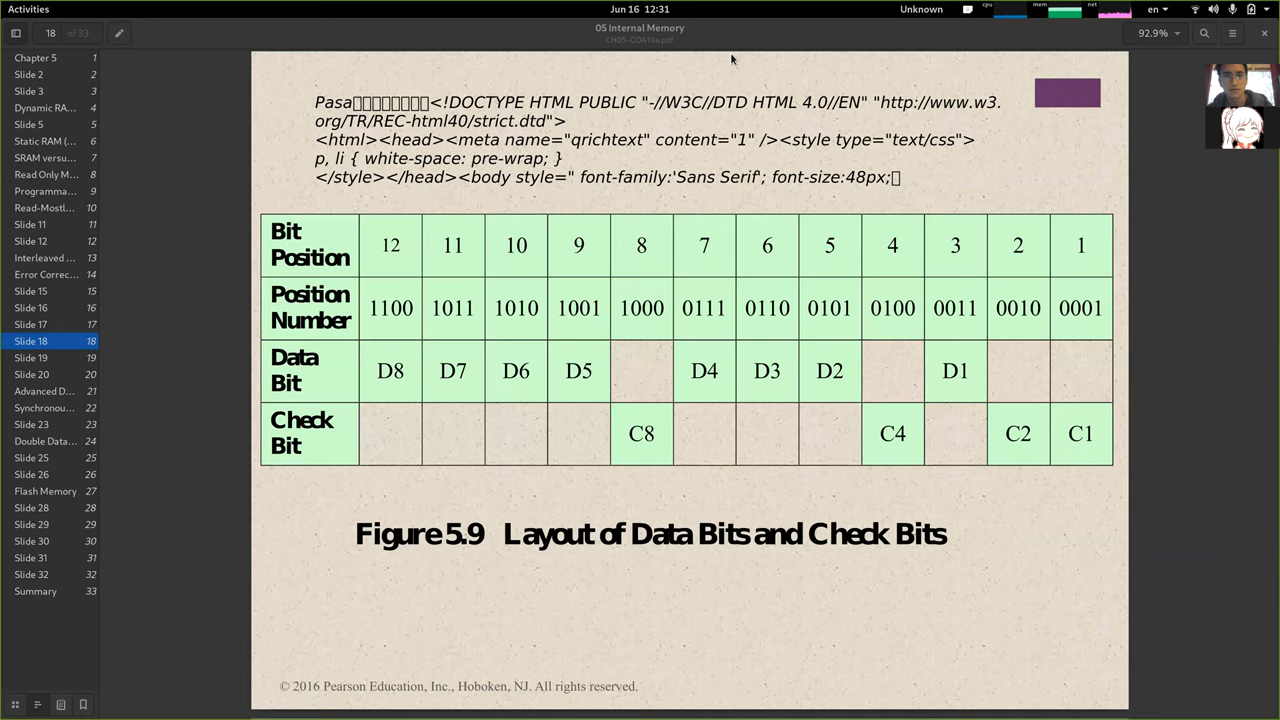 Activities
Jun 16 12:31
Unknown
cpu
mem
net
en
18 of 33
05 Internal Memory
CH05-COA10e.pdf
92.9%
Chapter 5 1
Slide 2 2
Slide 3 3
Dynamic RA... 4
Slide 5 5
Static RAM (... 6
SRAM versu... 7
Read Only M... 8
Programma... 9
Read-Mostl... 10
Slide 11 11
Slide 12 12
Interleaved ... 13
Error Correc... 14
Slide 15 15
Slide 16 16
Slide 17 17
Slide 18 18
Slide 19 19
Slide 20 20
Advanced D... 21
Synchronou... 22
Slide 23 23
Double Data... 24
Slide 25 25
Slide 26 26
Flash Memory 27
Slide 28 28
Slide 29 29
Slide 30 30
Slide 31 31
Slide 32 32
Summary 33
Pasa▯▯▯▯▯▯▯▯<!DOCTYPE HTML PUBLIC "-//W3C//DTD HTML 4.0//EN" "http://www.w3.
org/TR/REC-html40/strict.dtd">
<html><head><meta name="qrichtext" content="1" /><style type="text/css">
p, li { white-space: pre-wrap; }
</style></head><body style=" font-family:'Sans Serif'; font-size:48px;▯
Bit Position 12 11 10 9 8 7 6 5 4 3 2 1
Position Number 1100 1011 1010 1001 1000 0111 0110 0101 0100 0011 0010 0001
Data Bit D8 D7 D6 D5 D4 D3 D2 D1
Check Bit C8 C4 C2 C1
Figure 5.9 Layout of Data Bits and Check Bits
© 2016 Pearson Education, Inc., Hoboken, NJ. All rights reserved.